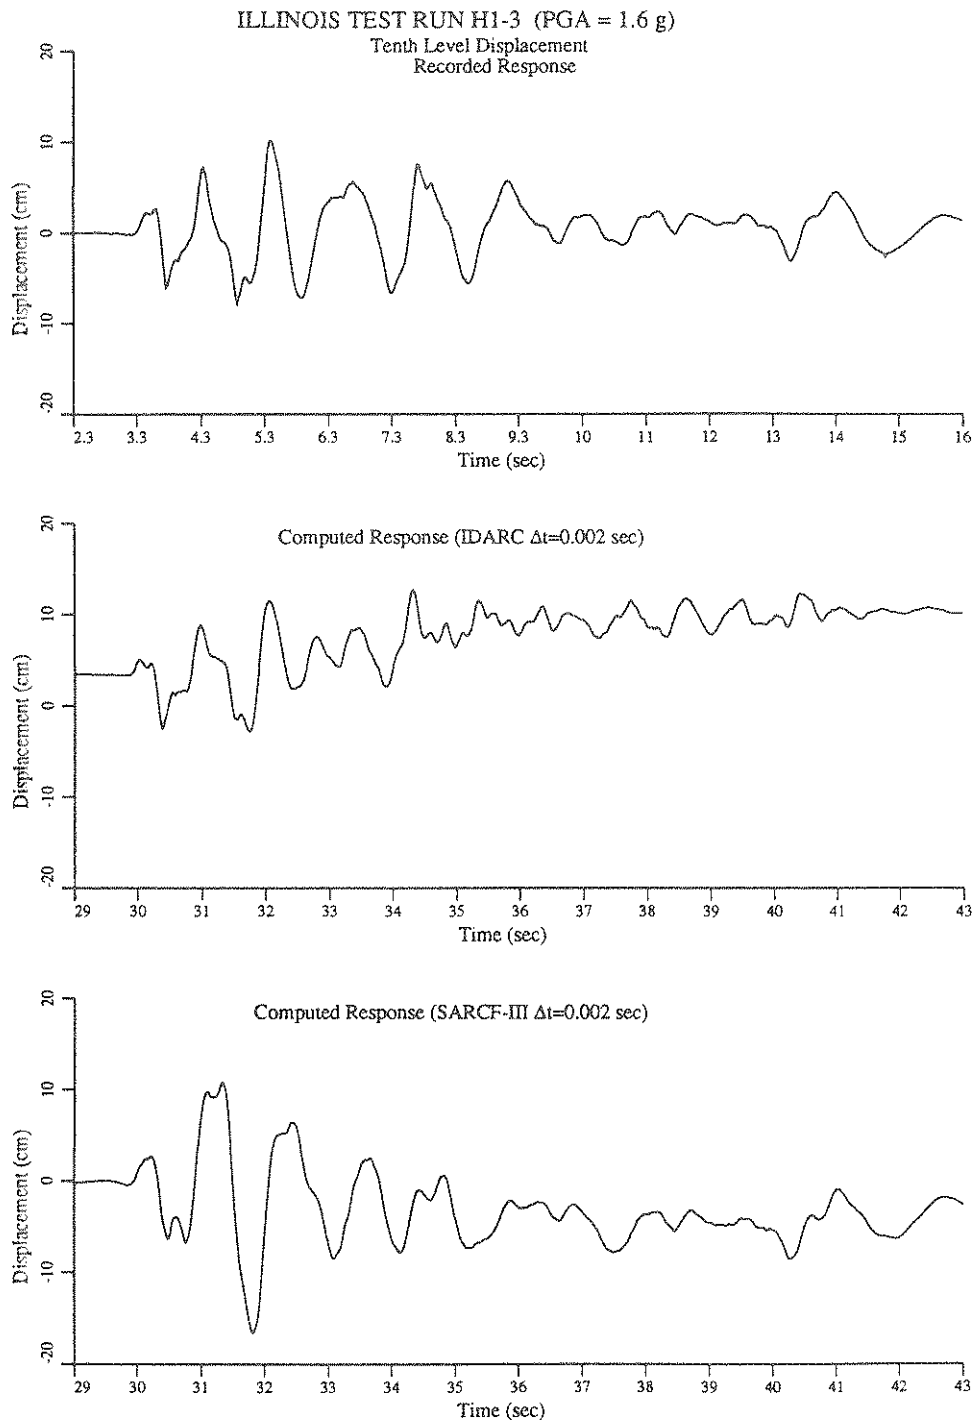 ILLINOIS TEST RUN H1-3 (PGA = 1.6 g)
Tenth Level Displacement
Recorded Response
Displacement (cm)
20
10
0
-10
-20
2.3 3.3 4.3 5.3 6.3 7.3 8.3 9.3 10 11 12 13 14 15 16
Time (sec)
Computed Response (IDARC Δt=0.002 sec)
Displacement (cm)
20
10
0
-10
-20
29 30 31 32 33 34 35 36 37 38 39 40 41 42 43
Time (sec)
Computed Response (SARCF-III Δt=0.002 sec)
Displacement (cm)
20
10
0
-10
-20
29 30 31 32 33 34 35 36 37 38 39 40 41 42 43
Time (sec)